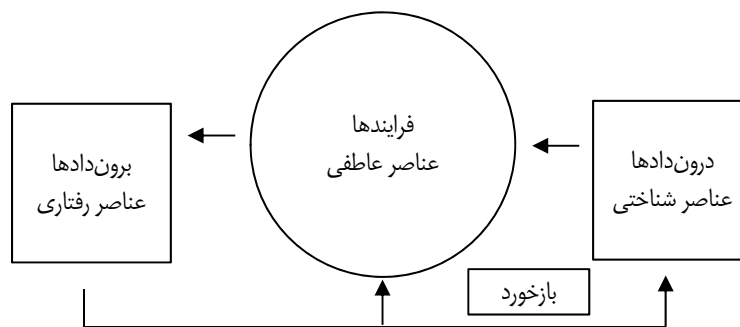 درون‌دادها
عناصر شناختی
فرایندها
عناصر عاطفی
برون‌دادها
عناصر رفتاری
بازخورد